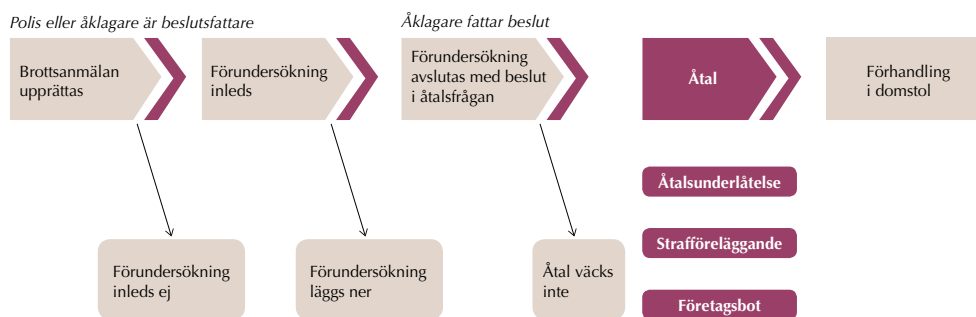 Polis eller åklagare är beslutsfattare
Åklagare fattar beslut
Brottsanmälan
upprättas
Förundersökning
inleds
Förundersökning
avslutas med beslut
i åtalsfrågan
Åtal
Förhandling
i domstol
Åtalsunderlåtelse
Strafföreläggande
Företagsbot
Förundersökning
inleds ej
Förundersökning
läggs ner
Åtal väcks
inte